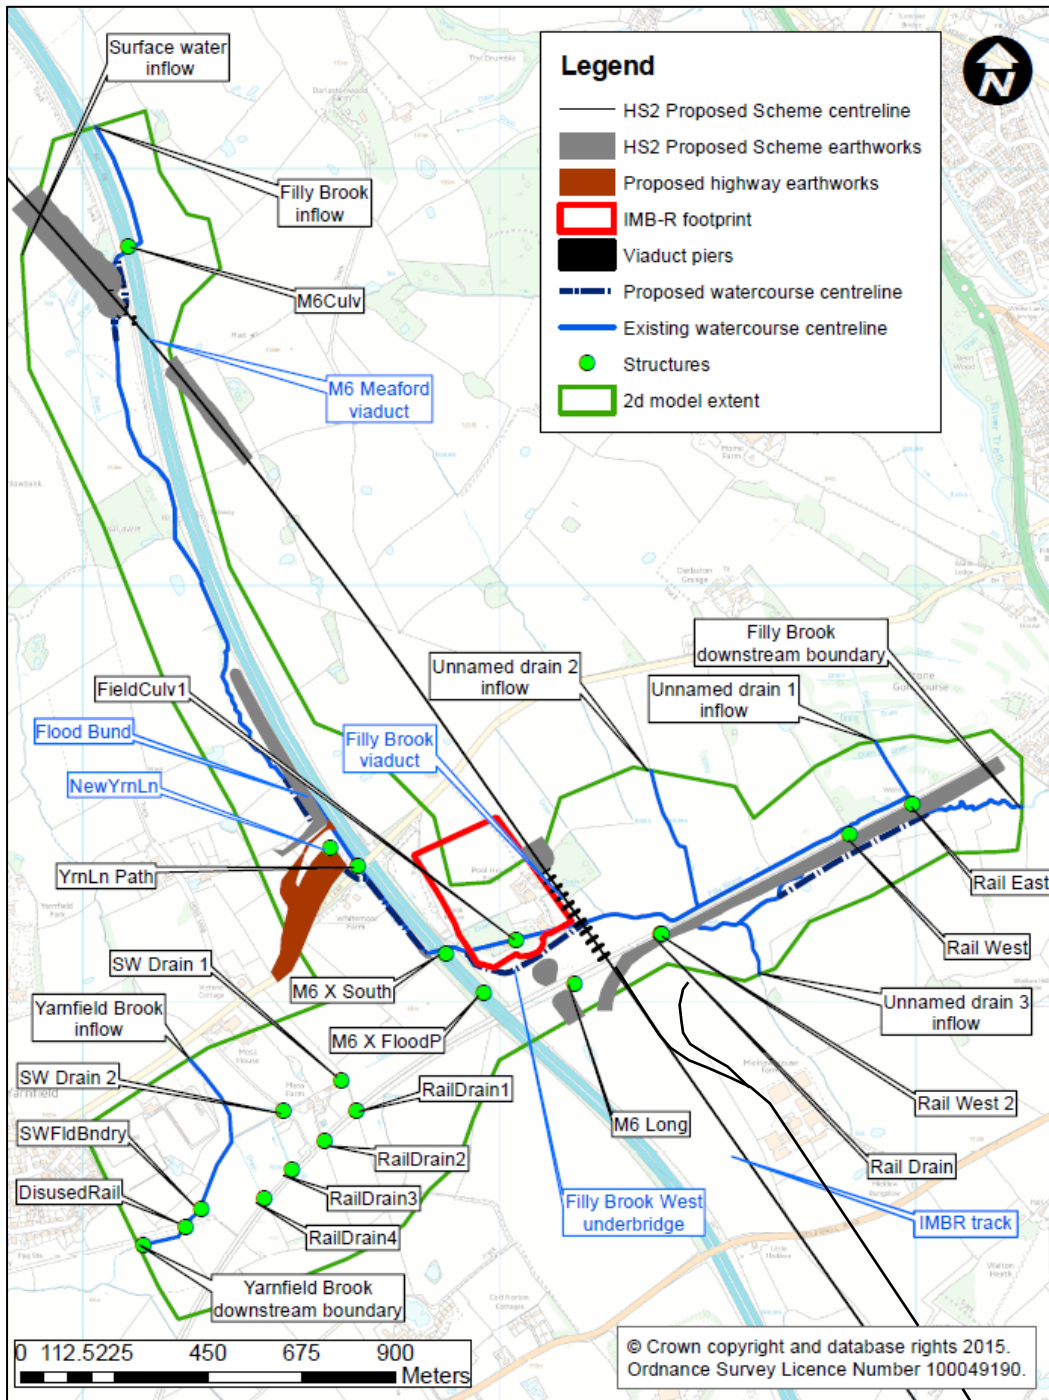 Surface water
inflow
Legend
N
HS2 Proposed Scheme centreline
HS2 Proposed Scheme earthworks
Proposed highway earthworks
IMB-R footprint
Viaduct piers
Proposed watercourse centreline
Existing watercourse centreline
Structures
2d model extent
Filly Brook
inflow
M6Culv
M6 Meaford
viaduct
Filly Brook
downstream boundary
Unnamed drain 2
inflow
Unnamed drain 1
inflow
FieldCulv1
Flood Bund
Filly Brook
viaduct
NewYrnLn
YrnLn Path
Rail East
Rail West
SW Drain 1
M6 X South
Unnamed drain 3
inflow
Yarnfield Brook
inflow
M6 X FloodP
SW Drain 2
RailDrain1
M6 Long
Rail West 2
SWFldBndry
RailDrain2
Rail Drain
DisusedRail
RailDrain3
Filly Brook West
underbridge
IMBR track
RailDrain4
Yarnfield Brook
downstream boundary
0 112.5225 450 675 900
Meters
© Crown copyright and database rights 2015.
Ordnance Survey Licence Number 100049190.